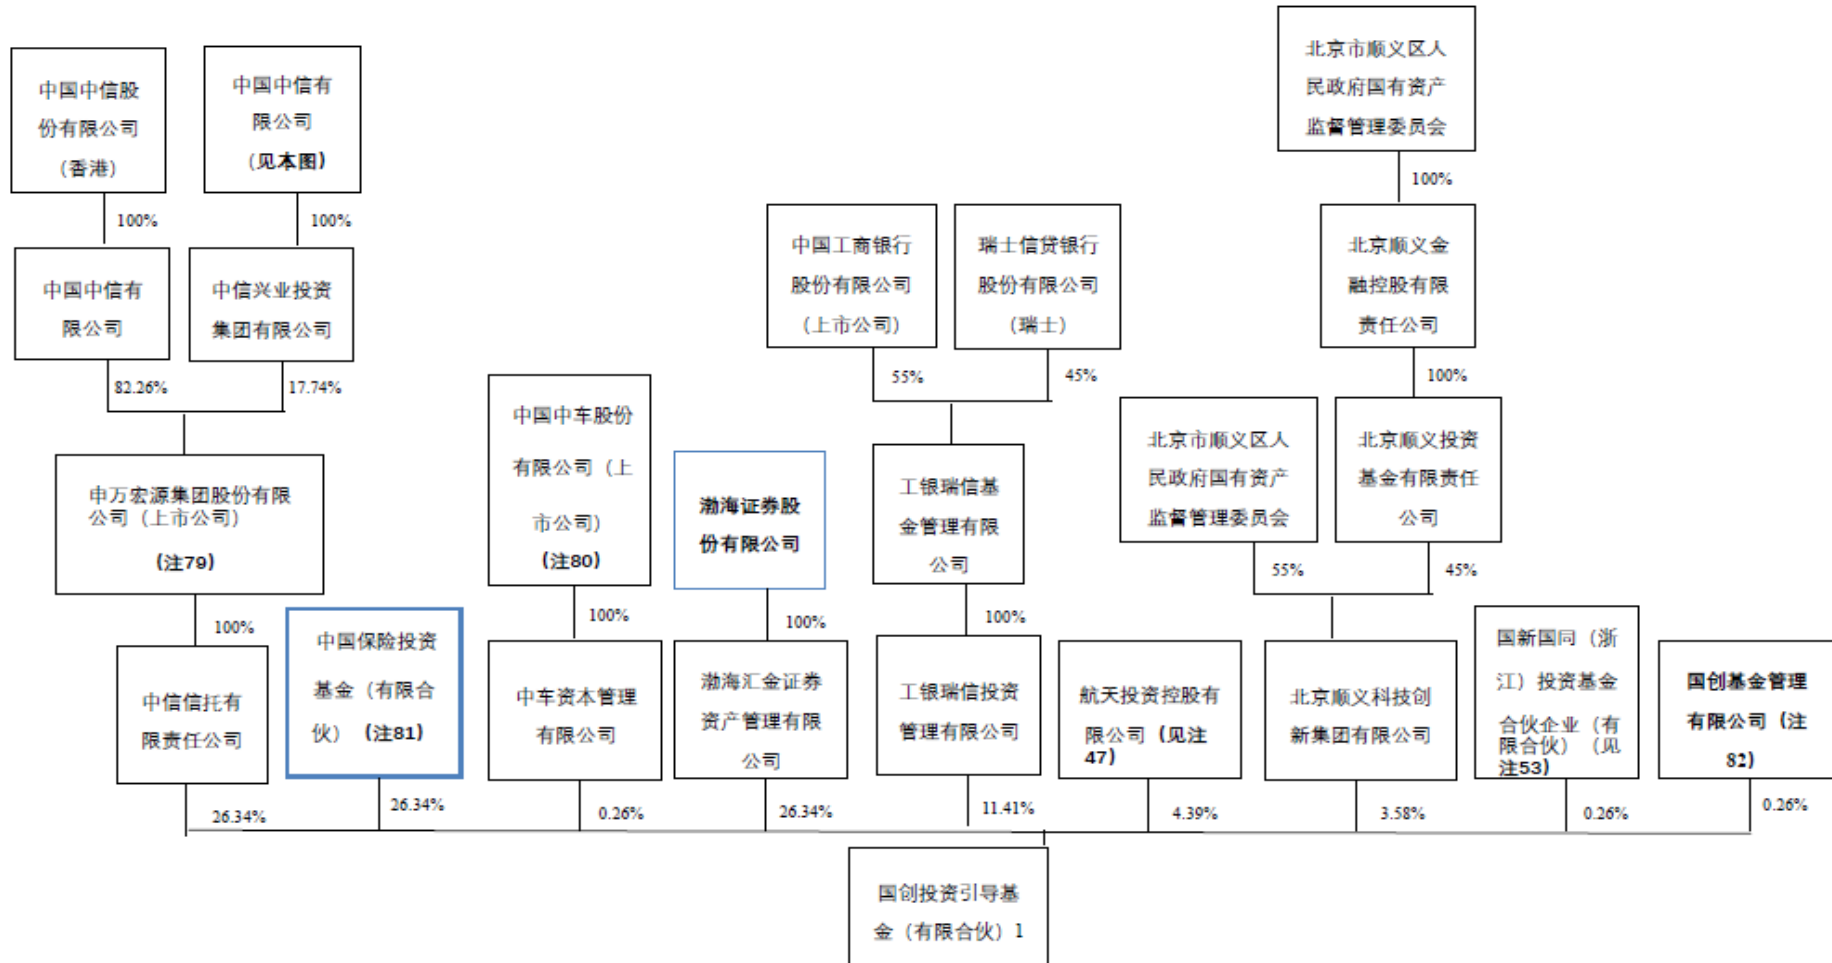 北京市顺义区人
民政府国有资产
监督管理委员会
中国中信股
份有限公司
（香港）
中国中信有
限公司
（见本图）
100%
100%
100%
中国工商银行
股份有限公司
（上市公司）
瑞士信贷银行
股份有限公司
（瑞士）
北京顺义金
融控股有限
责任公司
中国中信有
限公司
中信兴业投资
集团有限公司
82.26%
17.74%
55%
45%
100%
中国中车股份
有限公司（上
市公司）
（注80）
北京市顺义区人
民政府国有资产
监督管理委员会
北京顺义投资
基金有限责任
公司
申万宏源集团股份有限
公司（上市公司）
（注79）
渤海证券股
份有限公司
工银瑞信基
金管理有限
公司
55%
45%
100%
100%
100%
100%
中信信托有
限责任公司
中国保险投资
基金（有限合
伙）（注81）
中车资本管理
有限公司
渤海汇金证券
资产管理有限
公司
工银瑞信投资
管理有限公司
航天投资控股有
限公司（见注
47）
北京顺义科技创
新集团有限公司
国新国同（浙
江）投资基金
合伙企业（有
限合伙）（见
注53）
国创基金管理
有限公司（注
82）
26.34%
26.34%
0.26%
26.34%
11.41%
4.39%
3.58%
0.26%
0.26%
国创投资引导基
金（有限合伙）1